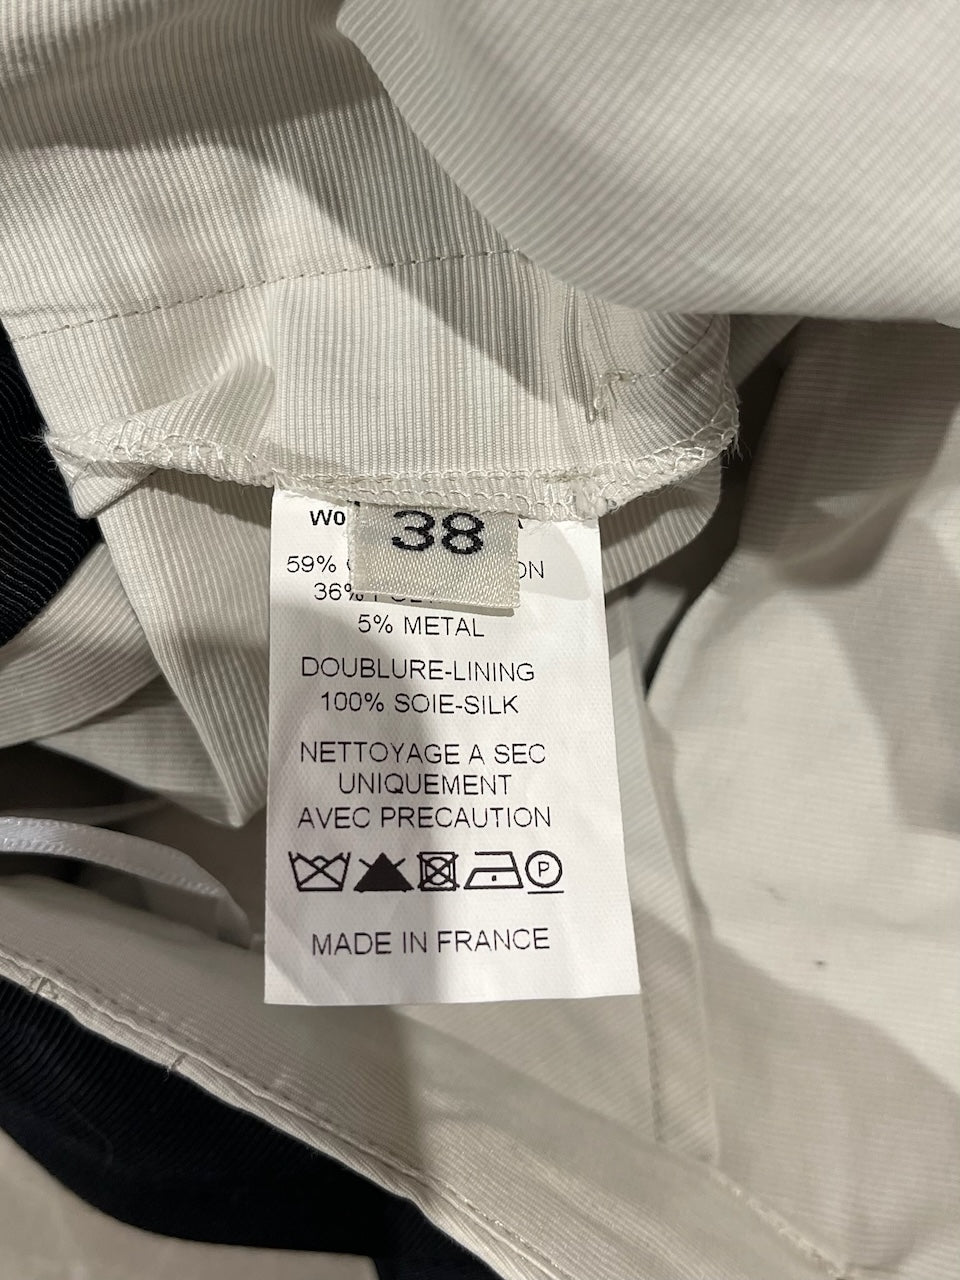 38
59%
36%
5% METAL
DOUBLURE-LINING
100% SOIE-SILK
NETTOYAGE A SEC
UNIQUEMENT
AVEC PRECAUTION
P
MADE IN FRANCE